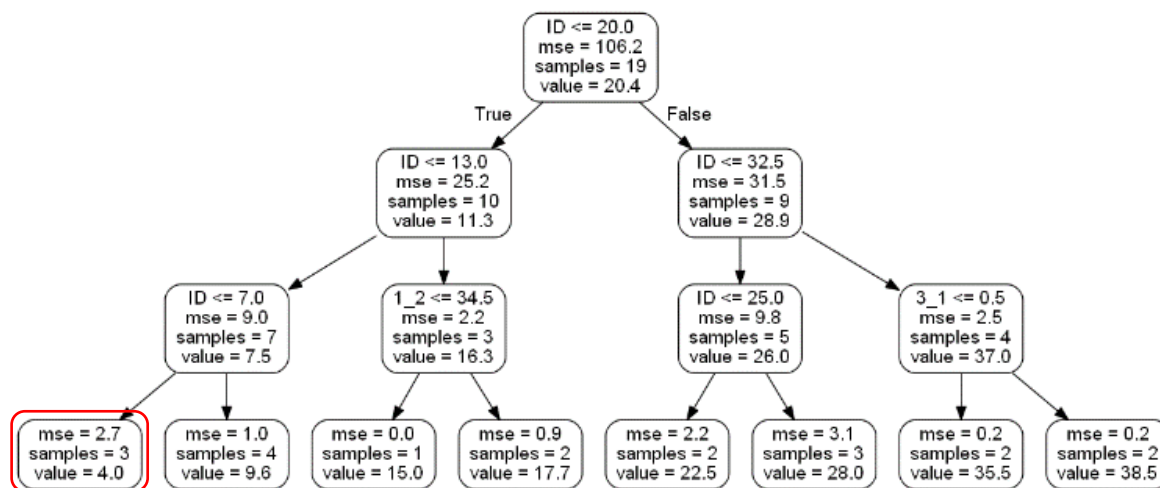 ID <= 20.0
mse = 106.2
samples = 19
value = 20.4
True
False
ID <= 13.0
mse = 25.2
samples = 10
value = 11.3
ID <= 32.5
mse = 31.5
samples = 9
value = 28.9
ID <= 7.0
mse = 9.0
samples = 7
value = 7.5
1_2 <= 34.5
mse = 2.2
samples = 3
value = 16.3
ID <= 25.0
mse = 9.8
samples = 5
value = 26.0
3_1 <= 0.5
mse = 2.5
samples = 4
value = 37.0
mse = 2.7
samples = 3
value = 4.0
mse = 1.0
samples = 4
value = 9.6
mse = 0.0
samples = 1
value = 15.0
mse = 0.9
samples = 2
value = 17.7
mse = 2.2
samples = 2
value = 22.5
mse = 3.1
samples = 3
value = 28.0
mse = 0.2
samples = 2
value = 35.5
mse = 0.2
samples = 2
value = 38.5